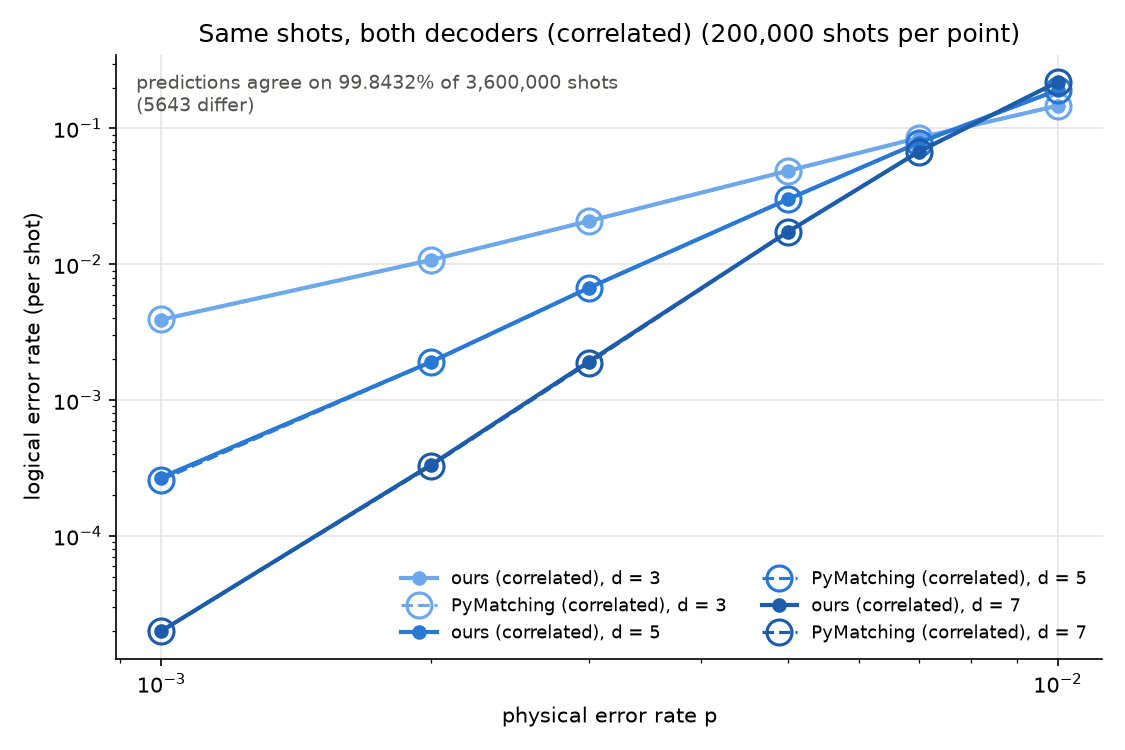 Same shots, both decoders (correlated) (200,000 shots per point)
predictions agree on 99.8432% of 3,600,000 shots
(5643 differ)
logical error rate (per shot)
10⁻¹
10⁻²
10⁻³
10⁻⁴
ours (correlated), d = 3
PyMatching (correlated), d = 3
ours (correlated), d = 5
PyMatching (correlated), d = 5
ours (correlated), d = 7
PyMatching (correlated), d = 7
10⁻³
10⁻²
physical error rate p